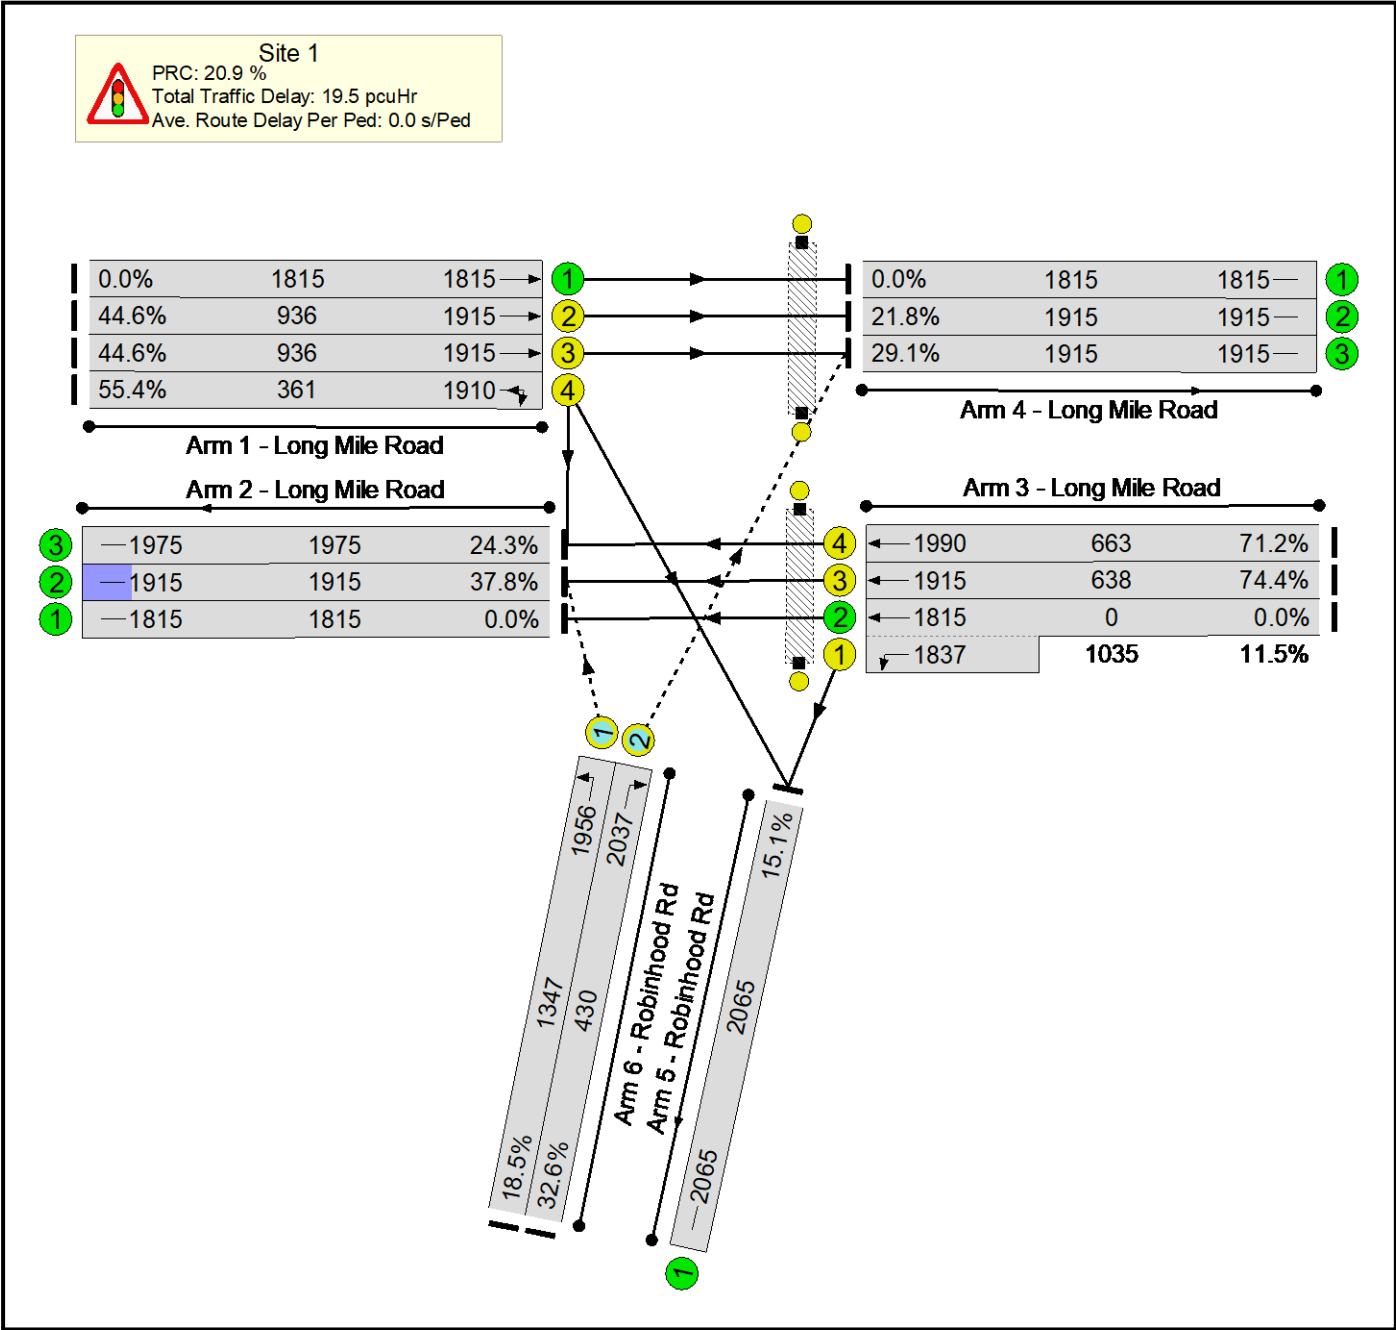 Site 1
PRC: 20.9 %
Total Traffic Delay: 19.5 pcuHr
Ave. Route Delay Per Ped: 0.0 s/Ped
0.0% 1815 1815 1
44.6% 936 1915 2
44.6% 936 1915 3
55.4% 361 1910 4
Arm 1 - Long Mile Road
0.0% 1815 1815 1
21.8% 1915 1915 2
29.1% 1915 1915 3
Arm 4 - Long Mile Road
Arm 2 - Long Mile Road
3 1975 1975 24.3%
2 1915 1915 37.8%
1 1815 1815 0.0%
Arm 3 - Long Mile Road
4 1990 663 71.2%
3 1915 638 74.4%
2 1815 0 0.0%
1 1837 1035 11.5%
1 1956 1347 18.5%
2 2037 430 32.6%
Arm 6 - Robinhood Rd
Arm 5 - Robinhood Rd
15.1% 2065 2065 1